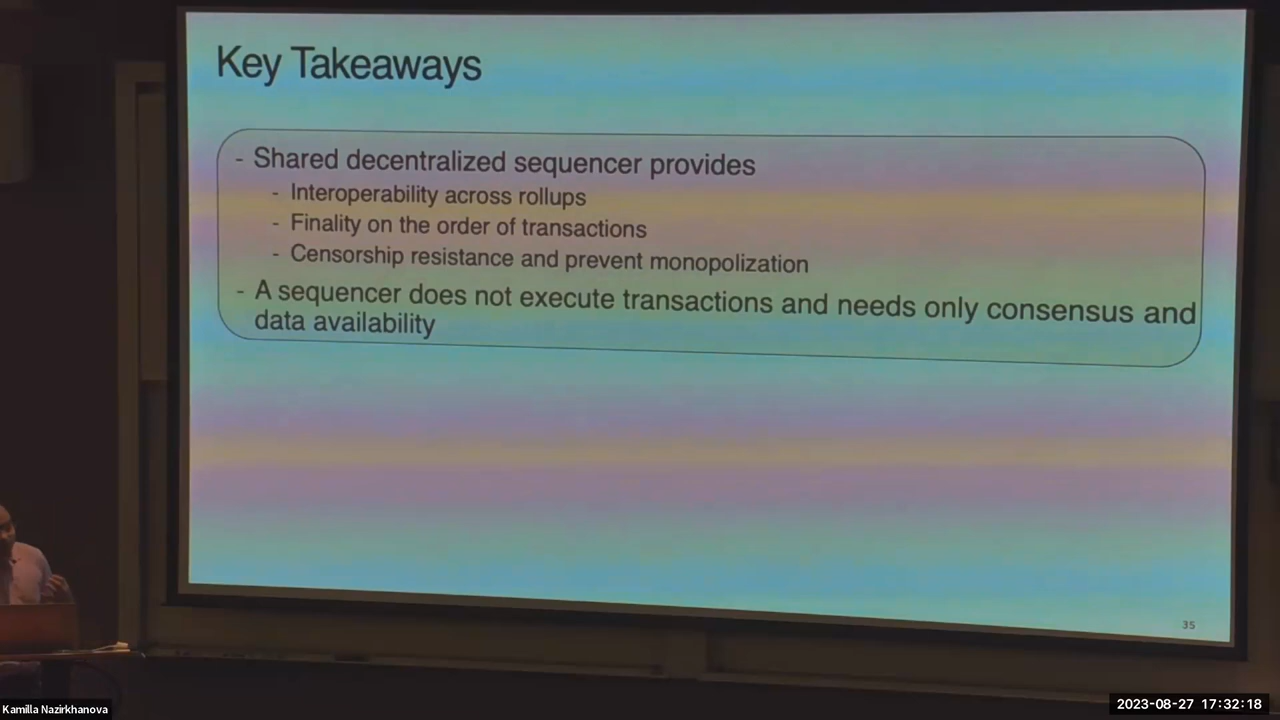 Key Takeaways
- Shared decentralized sequencer provides
- Interoperability across rollups
- Finality on the order of transactions
- Censorship resistance and prevent monopolization
- A sequencer does not execute transactions and needs only consensus and
data availability
35
Kamilla Nazirkhanova
2023-08-27 17:32:18